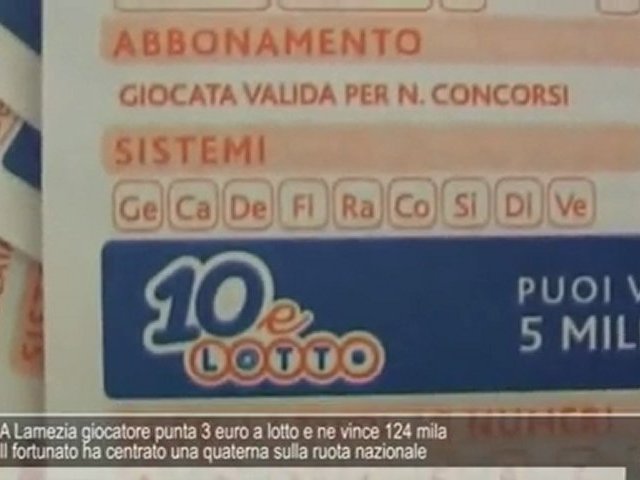 ABBONAMENTO
GIOCATA VALIDA PER N. CONCORSI
SISTEMI
Ge Ca De Fi Ra Co Si Di Ve
10 e
LOTTO
PUOI V
5 MIL
NUMERI
A Lamezia giocatore punta 3 euro a lotto e ne vince 124 mila
Il fortunato ha centrato una quaterna sulla ruota nazionale